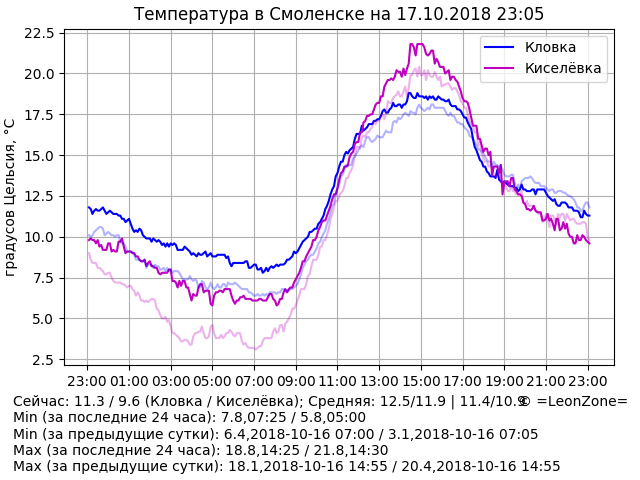 Температура в Смоленске на 17.10.2018 23:05
22.5
20.0
17.5
15.0
12.5
10.0
7.5
5.0
2.5
градусов Цельсия, °C
Кловка
Киселёвка
23:00 01:00 03:00 05:00 07:00 09:00 11:00 13:00 15:00 17:00 19:00 21:00 23:00
Сейчас: 11.3 / 9.6 (Кловка / Киселёвка); Средняя: 12.5/11.9 | 11.4/10.9 © =LeonZone=
Min (за последние 24 часа): 7.8,07:25 / 5.8,05:00
Min (за предыдущие сутки): 6.4,2018-10-16 07:00 / 3.1,2018-10-16 07:05
Max (за последние 24 часа): 18.8,14:25 / 21.8,14:30
Max (за предыдущие сутки): 18.1,2018-10-16 14:55 / 20.4,2018-10-16 14:55